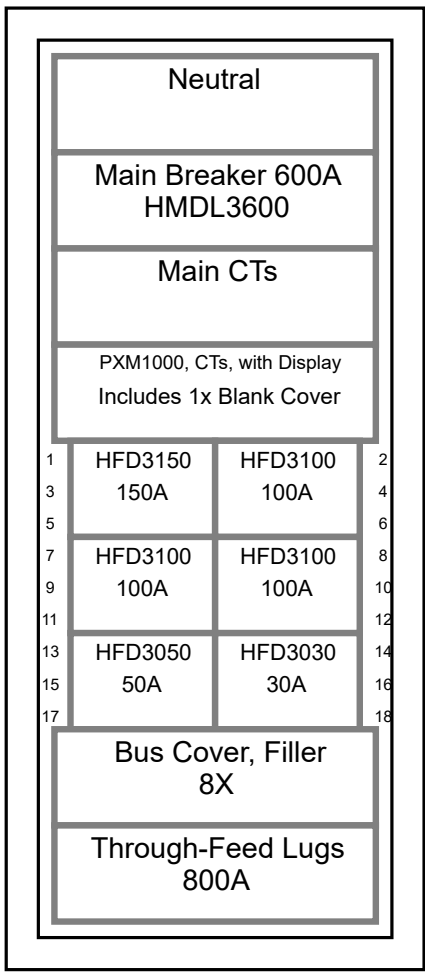 Neutral
Main Breaker 600A
HMDL3600
Main CTs
PXM1000, CTs, with Display
Includes 1x Blank Cover
1 HFD3150 HFD3100 2
3 150A 100A 4
5 6
7 HFD3100 HFD3100 8
9 100A 100A 10
11 12
13 HFD3050 HFD3030 14
15 50A 30A 16
17 18
Bus Cover, Filler
8X
Through-Feed Lugs
800A